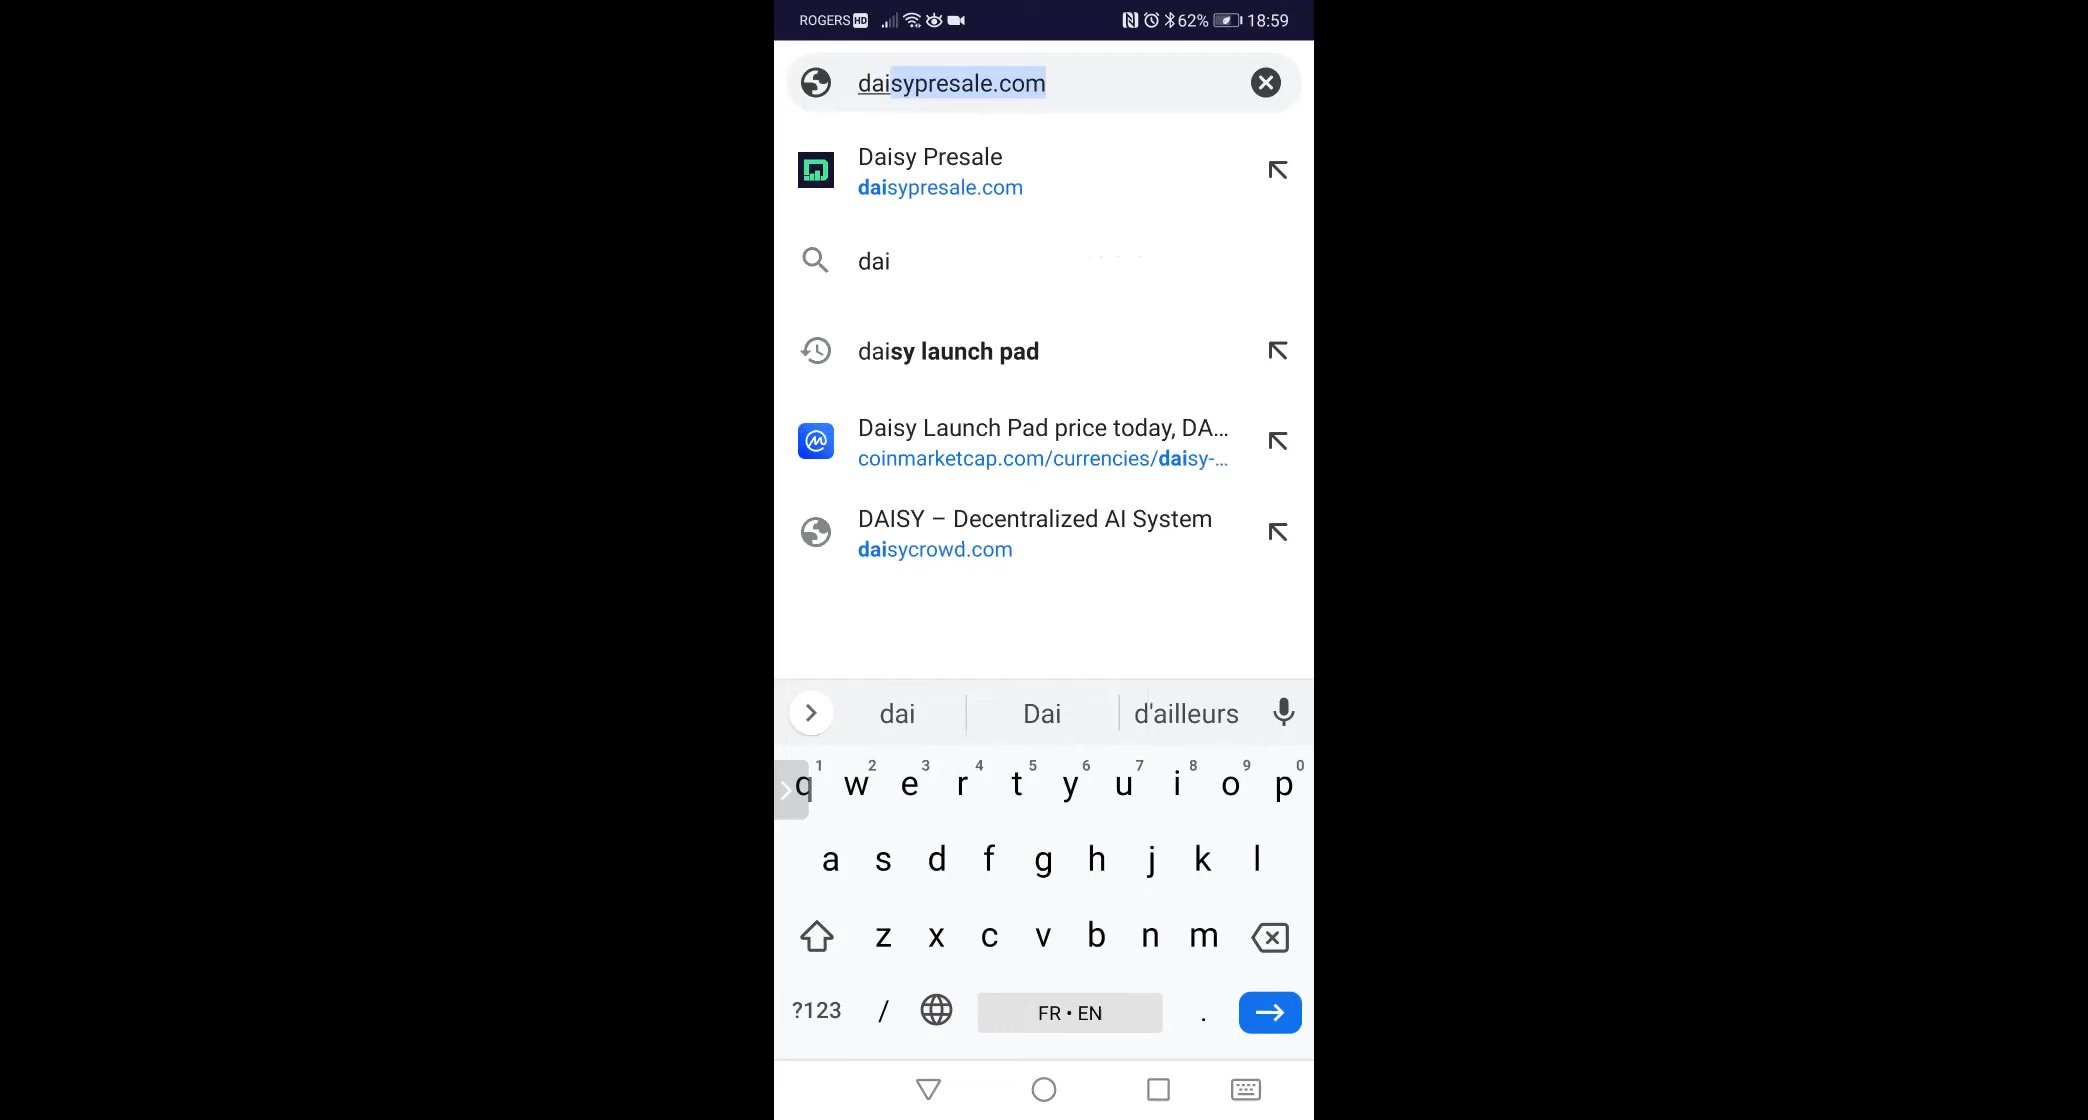 ROGERS HD 62% 18:59
daisypresale.com
Daisy Presale
daisypresale.com
dai
daisy launch pad
Daisy Launch Pad price today, DA...
coinmarketcap.com/currencies/daisy-...
DAISY – Decentralized AI System
daisycrowd.com
dai Dai d'ailleurs
1 2 3 4 5 6 7 8 9 0
q w e r t y u i o p
a s d f g h j k l
z x c v b n m
?123 / FR • EN .